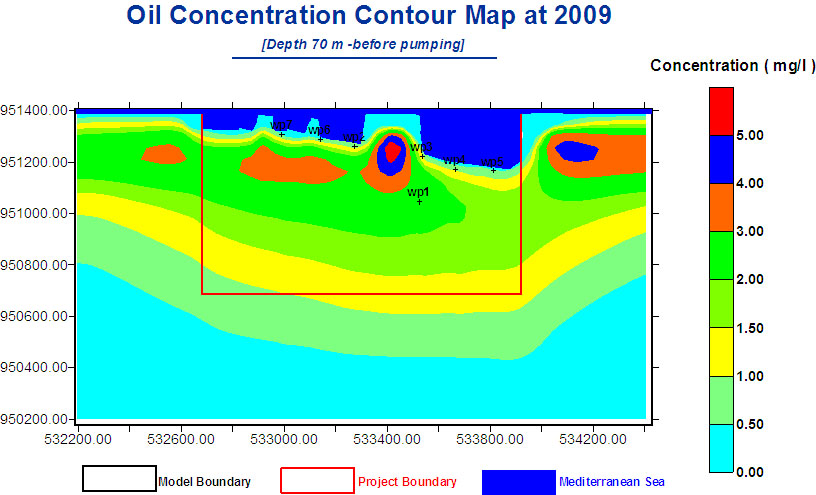 Oil Concentration Contour Map at 2009
[Depth 70 m -before pumping]
Concentration ( mg/l )
951400.00
951200.00
951000.00
950800.00
950600.00
950400.00
950200.00
532200.00 532600.00 533000.00 533400.00 533800.00 534200.00
wp7
wp6
wp2
wp3
wp4
wp5
wp1
5.00
4.00
3.00
2.00
1.50
1.00
0.50
0.00
Model Boundary
Project Boundary
Mediterranean Sea